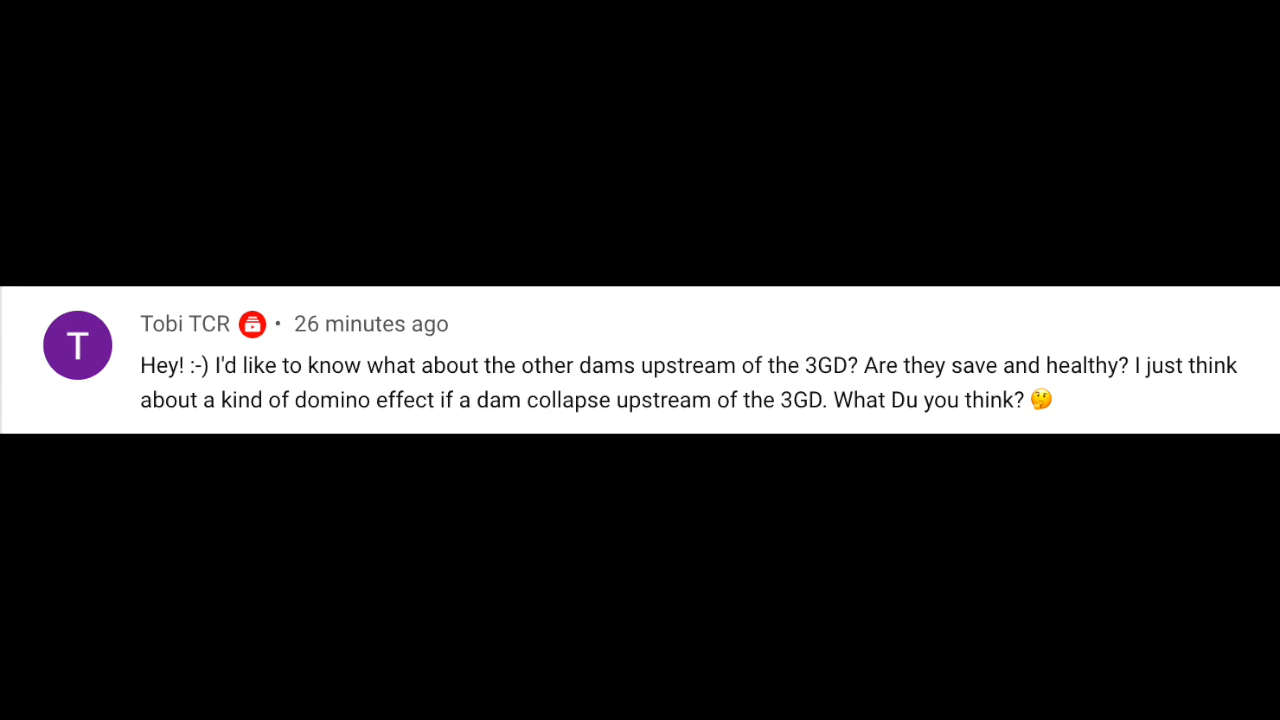 T
Tobi TCR • 26 minutes ago
Hey! :-) I'd like to know what about the other dams upstream of the 3GD? Are they save and healthy? I just think
about a kind of domino effect if a dam collapse upstream of the 3GD. What Du you think? 🤔